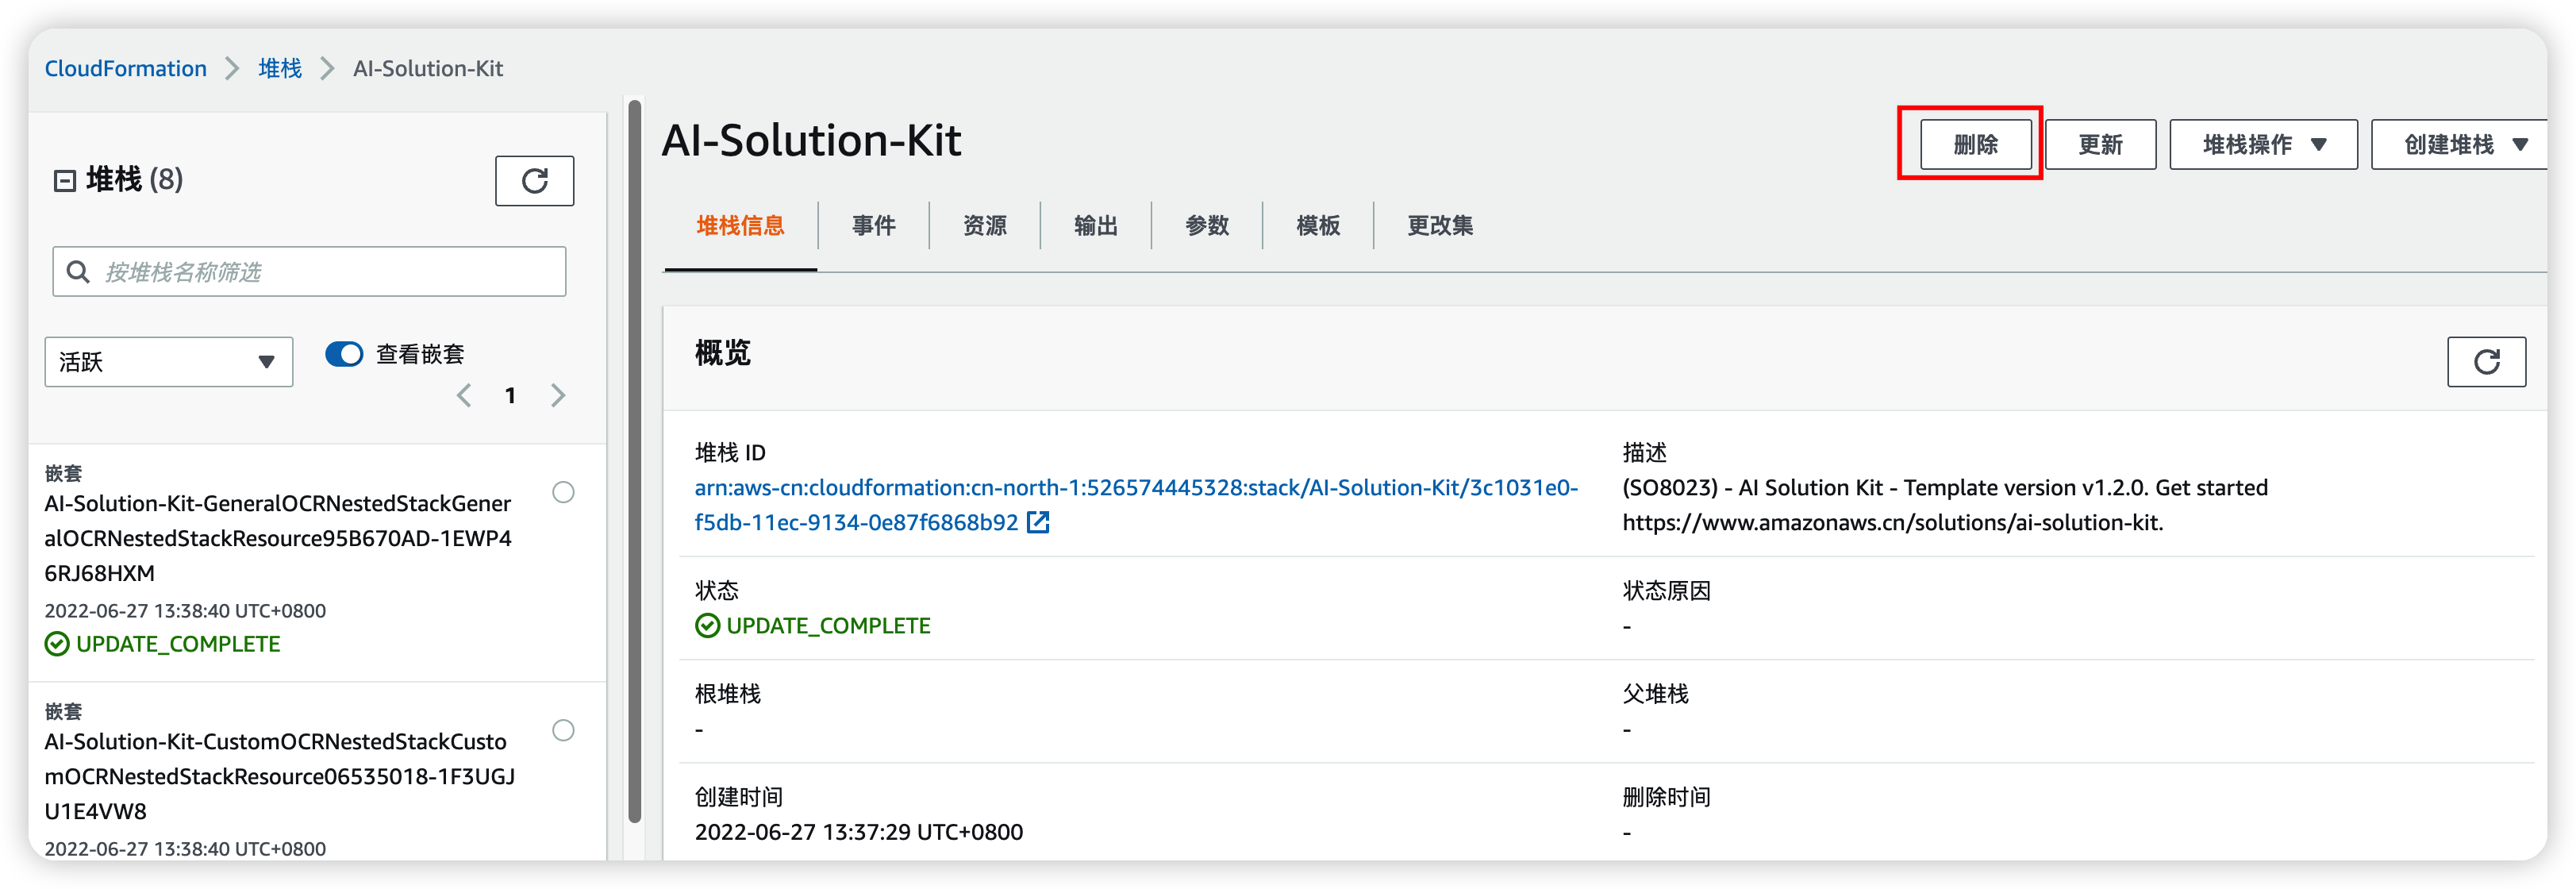 CloudFormation
堆栈
AI-Solution-Kit
堆栈 (8)
按堆栈名称筛选
活跃
查看嵌套
1
嵌套
AI-Solution-Kit-GeneralOCRNestedStackGener
alOCRNestedStackResource95B670AD-1EWP4
6RJ68HXM
2022-06-27 13:38:40 UTC+0800
UPDATE_COMPLETE
嵌套
AI-Solution-Kit-CustomOCRNestedStackCusto
mOCRNestedStackResource06535018-1F3UGJ
U1E4VW8
2022-06-27 13:38:40 UTC+0800
AI-Solution-Kit
删除
更新
堆栈操作
创建堆栈
堆栈信息
事件
资源
输出
参数
模板
更改集
概览
堆栈 ID
arn:aws-cn:cloudformation:cn-north-1:526574445328:stack/AI-Solution-Kit/3c1031e0-
f5db-11ec-9134-0e87f6868b92
描述
(SO8023) - AI Solution Kit - Template version v1.2.0. Get started
https://www.amazonaws.cn/solutions/ai-solution-kit.
状态
UPDATE_COMPLETE
状态原因
-
根堆栈
-
父堆栈
-
创建时间
2022-06-27 13:37:29 UTC+0800
删除时间
-